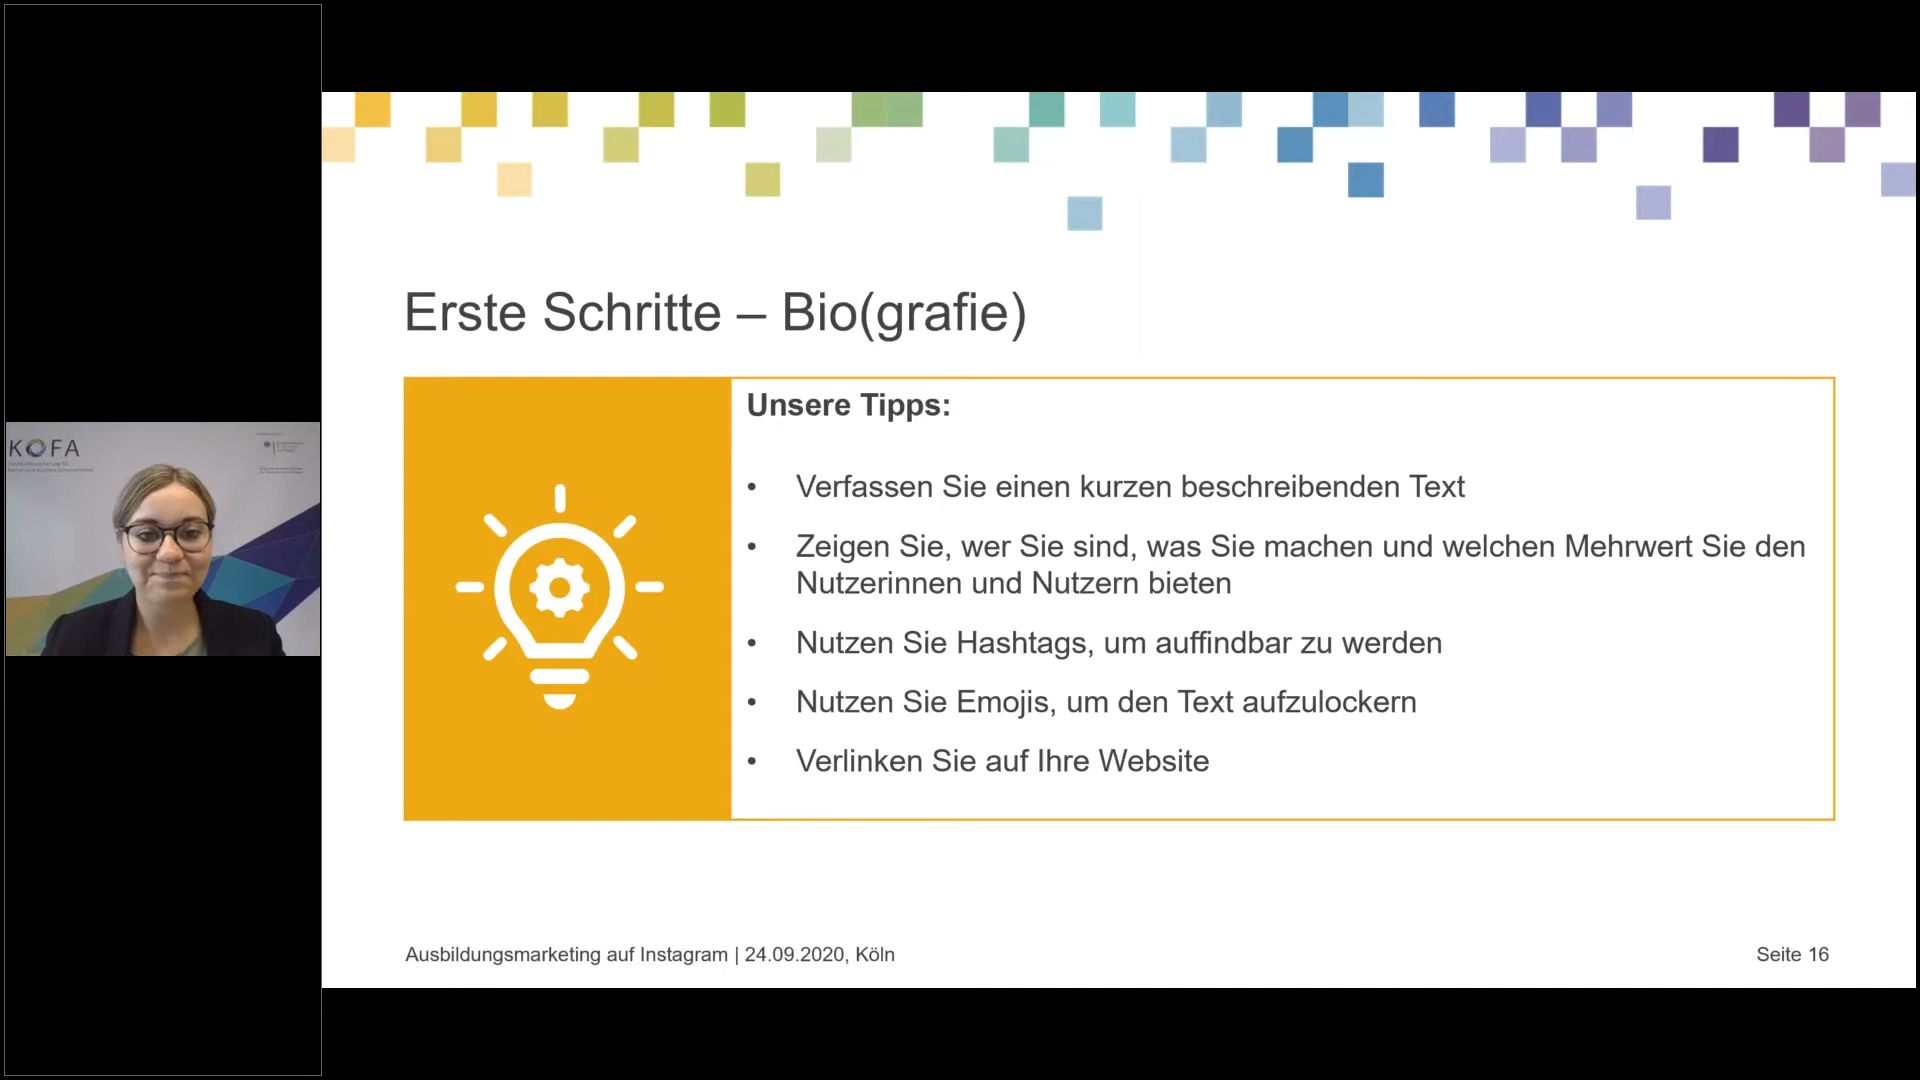 KOFA
Erste Schritte – Bio(grafie)
Unsere Tipps:
• Verfassen Sie einen kurzen beschreibenden Text
• Zeigen Sie, wer Sie sind, was Sie machen und welchen Mehrwert Sie den
Nutzerinnen und Nutzern bieten
• Nutzen Sie Hashtags, um auffindbar zu werden
• Nutzen Sie Emojis, um den Text aufzulockern
• Verlinken Sie auf Ihre Website
Ausbildungsmarketing auf Instagram | 24.09.2020, Köln
Seite 16